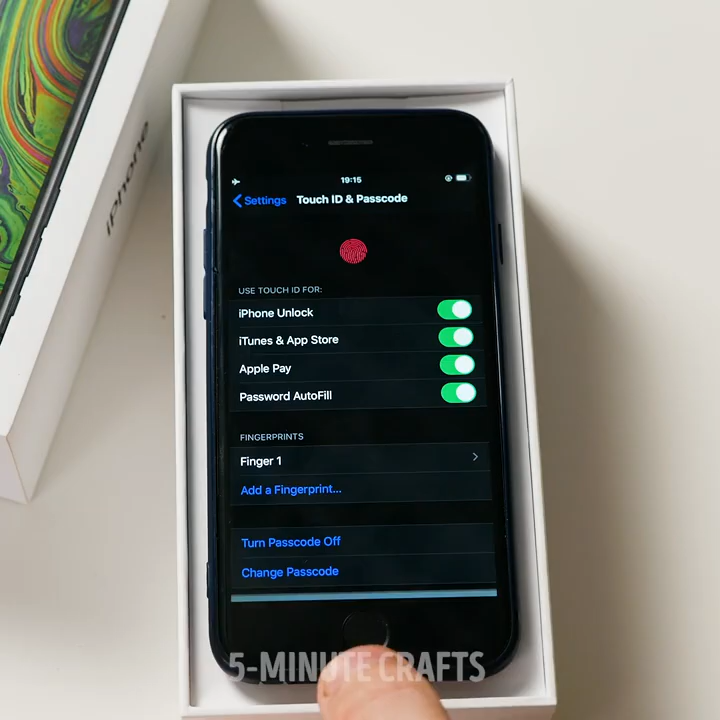 iPhone
19:15
Settings
Touch ID & Passcode
USE TOUCH ID FOR:
iPhone Unlock
iTunes & App Store
Apple Pay
Password AutoFill
FINGERPRINTS
Finger 1
Add a Fingerprint...
Turn Passcode Off
Change Passcode
5-MINUTE CRAFTS